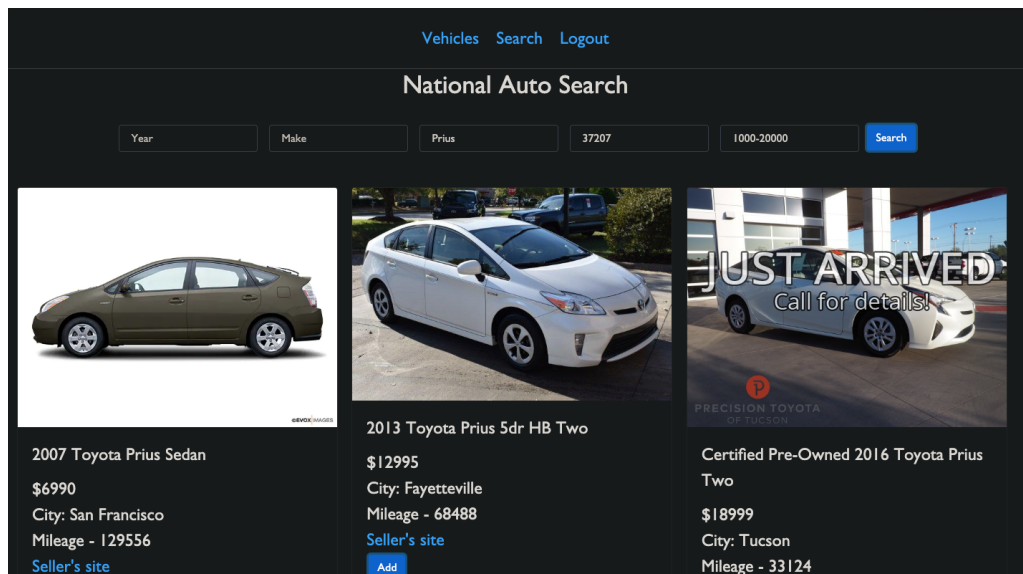 Vehicles Search Logout
National Auto Search
Year Make Prius 37207 1000-20000 Search
©EVOX IMAGES
JUST ARRIVED
Call for details!
P
PRECISION TOYOTA
OF TUCSON
2007 Toyota Prius Sedan
$6990
City: San Francisco
Mileage - 129556
Seller's site
2013 Toyota Prius 5dr HB Two
$12995
City: Fayetteville
Mileage - 68488
Seller's site
Add
Certified Pre-Owned 2016 Toyota Prius
Two
$18999
City: Tucson
Mileage - 33124